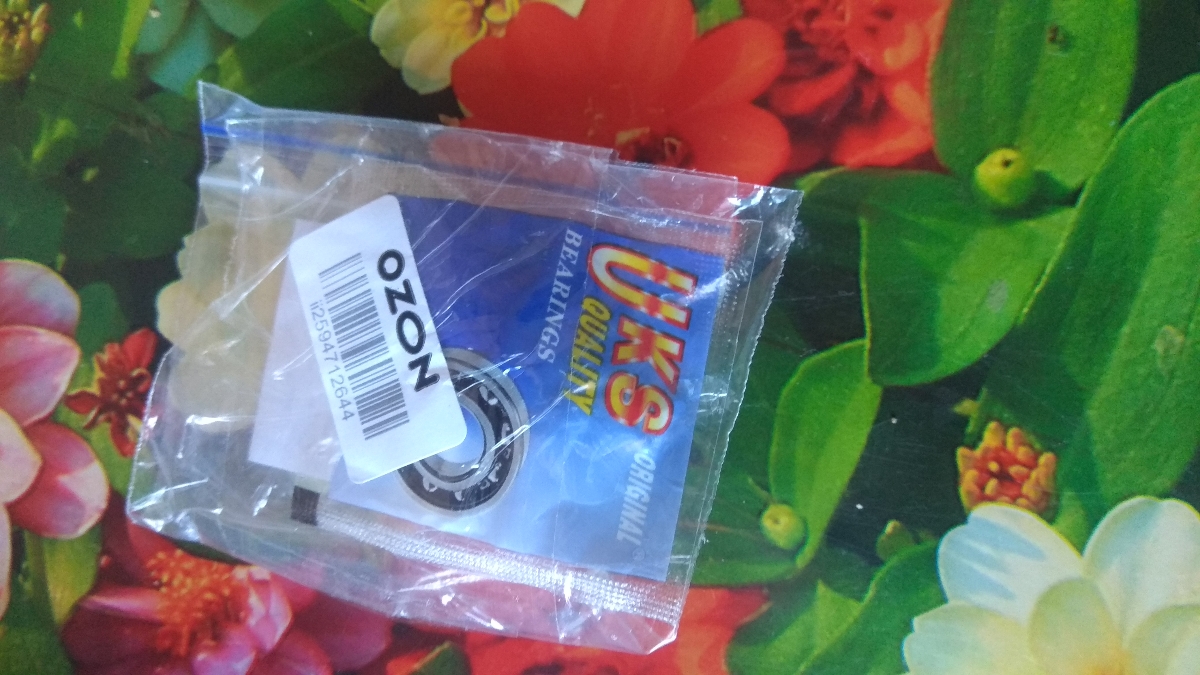 OZON
ii2594712644
UKS
QUALITY
BEARINGS
ORIGINAL